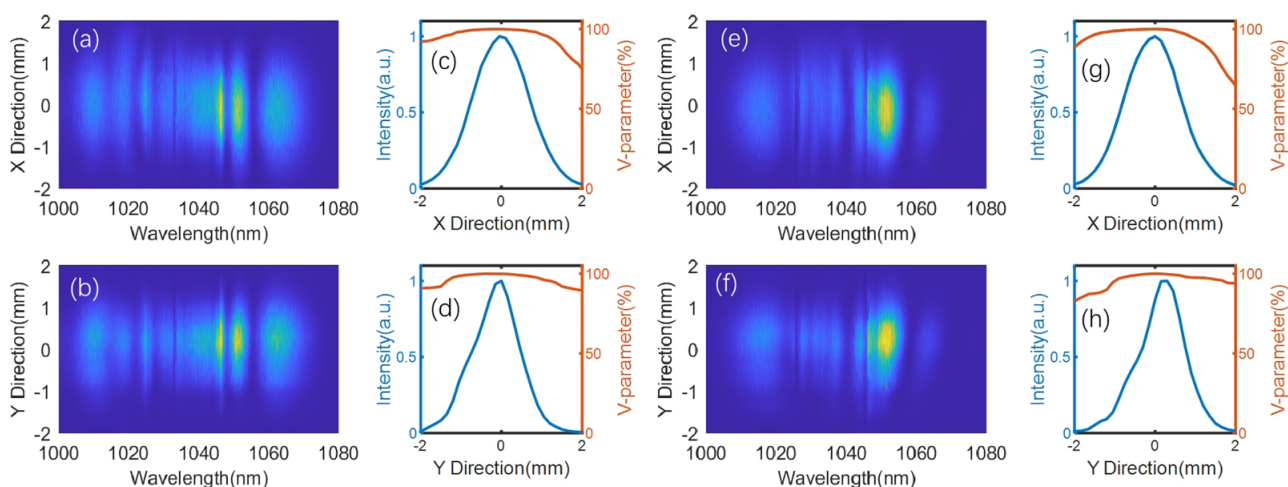 (a)
X Direction(mm)
2
1
0
-1
-2
1000 1020 1040 1060 1080
Wavelength(nm)
(c)
Intensity(a.u.)
1
0.5
0
V-parameter(%)
100
50
0
-2 0 2
X Direction(mm)
(e)
X Direction(mm)
2
1
0
-1
-2
1000 1020 1040 1060 1080
Wavelength(nm)
(g)
Intensity(a.u.)
1
0.5
0
V-parameter(%)
100
50
0
-2 0 2
X Direction(mm)
(b)
Y Direction(mm)
2
1
0
-1
-2
1000 1020 1040 1060 1080
Wavelength(nm)
(d)
Intensity(a.u.)
1
0.5
0
V-parameter(%)
100
50
0
-2 0 2
Y Direction(mm)
(f)
Y Direction(mm)
2
1
0
-1
-2
1000 1020 1040 1060 1080
Wavelength(nm)
(h)
Intensity(a.u.)
1
0.5
0
V-parameter(%)
100
50
0
-2 0 2
Y Direction(mm)